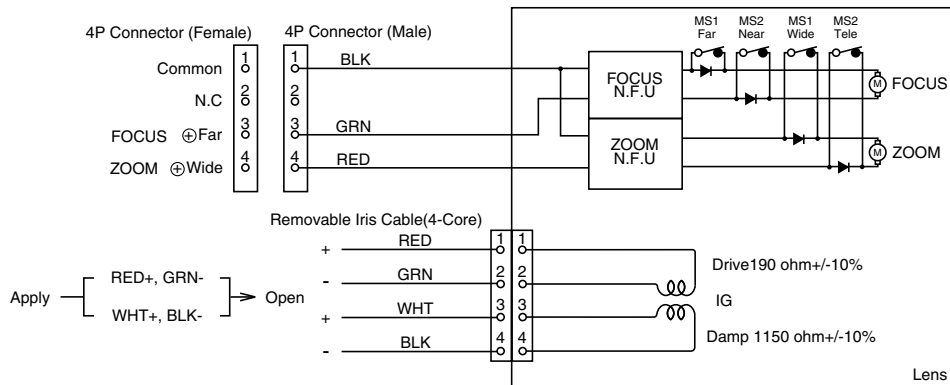 MS1 MS2 MS1 MS2
Far Near Wide Tele
4P Connector (Female) 4P Connector (Male)
Common 1 1 BLK
N.C 2 2
FOCUS ⊕Far 3 3 GRN
ZOOM ⊕Wide 4 4 RED
FOCUS
N.F.U
ZOOM
N.F.U
M FOCUS
M ZOOM
Removable Iris Cable(4-Core)
+ RED 1 1
- GRN 2 2
+ WHT 3 3
- BLK 4 4
Apply RED+, GRN- Open
WHT+, BLK-
Drive190 ohm+/-10%
IG
Damp 1150 ohm+/-10%
Lens